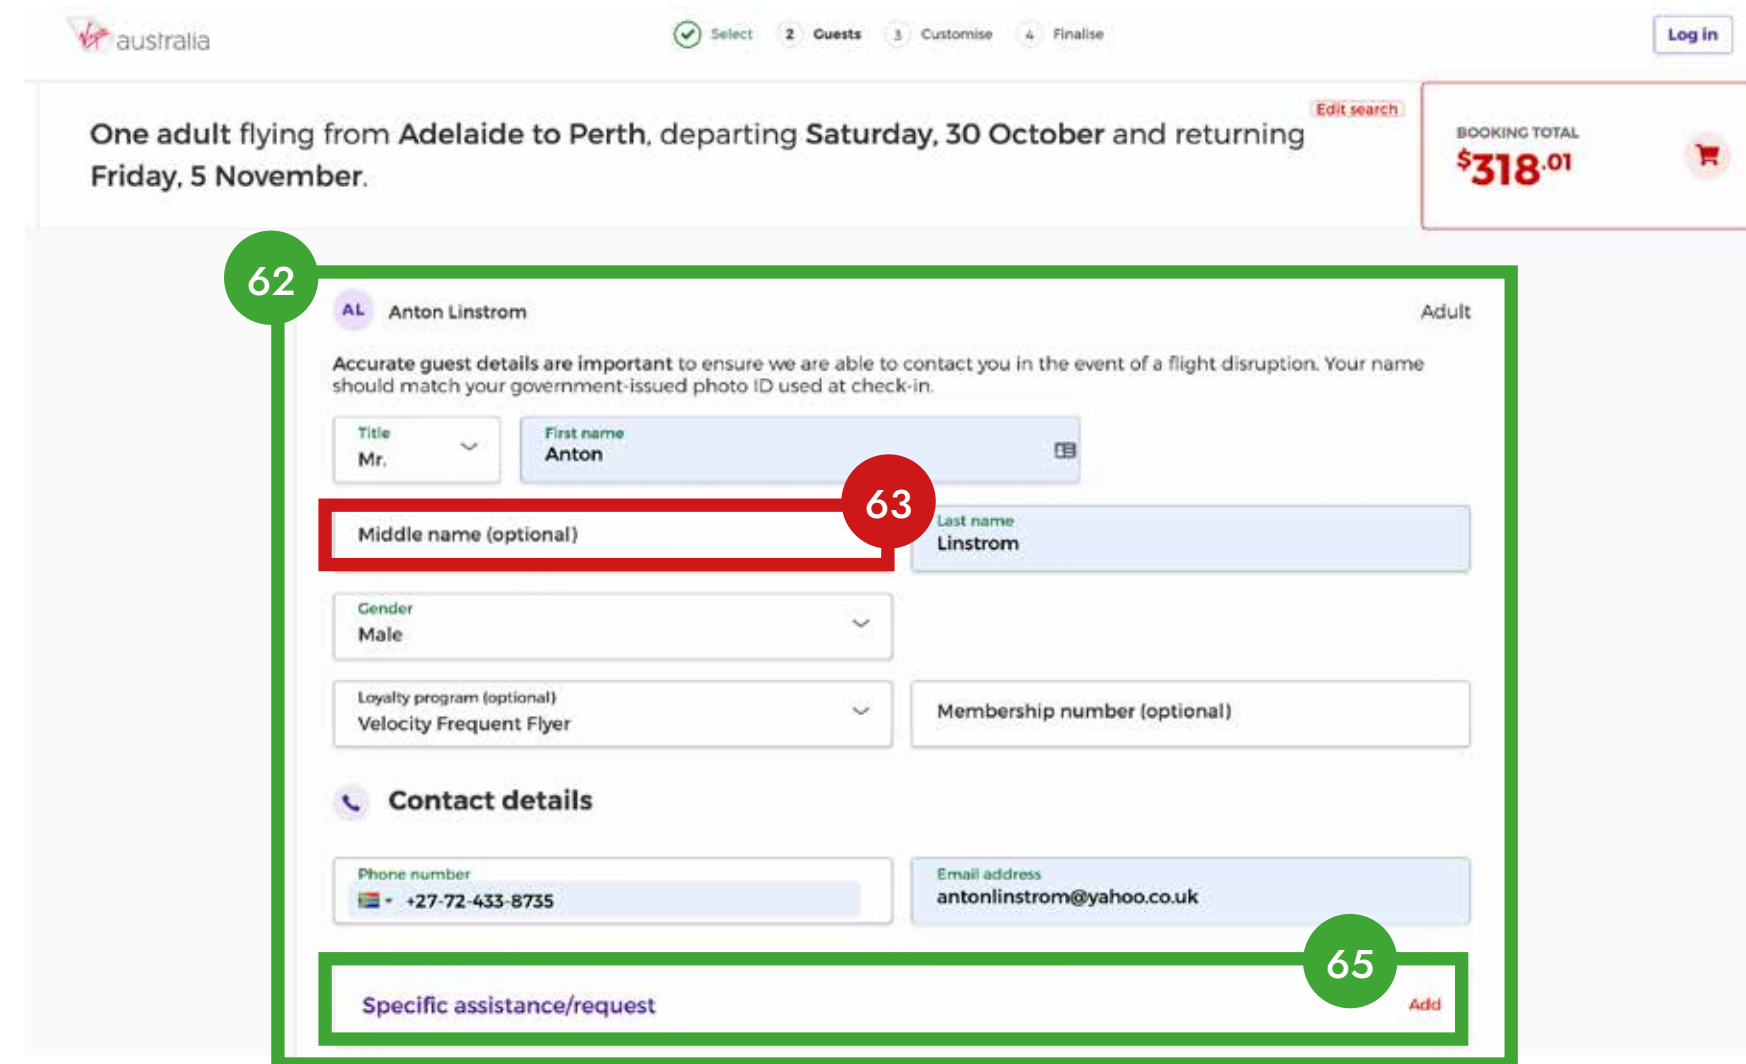 Virgin australia
Select 2 Guests 3 Customise 4 Finalise
Log in
Edit search
One adult flying from Adelaide to Perth, departing Saturday, 30 October and returning
Friday, 5 November.
BOOKING TOTAL
$318.01
62
AL Anton Linstrom
Adult
Accurate guest details are important to ensure we are able to contact you in the event of a flight disruption. Your name
should match your government-issued photo ID used at check-in.
Title
Mr.
First name
Anton
63
Middle name (optional)
Last name
Linstrom
Gender
Male
Loyalty program (optional)
Velocity Frequent Flyer
Membership number (optional)
Contact details
Phone number
+27-72-433-8735
Email address
antonlinstrom@yahoo.co.uk
65
Specific assistance/request
Add